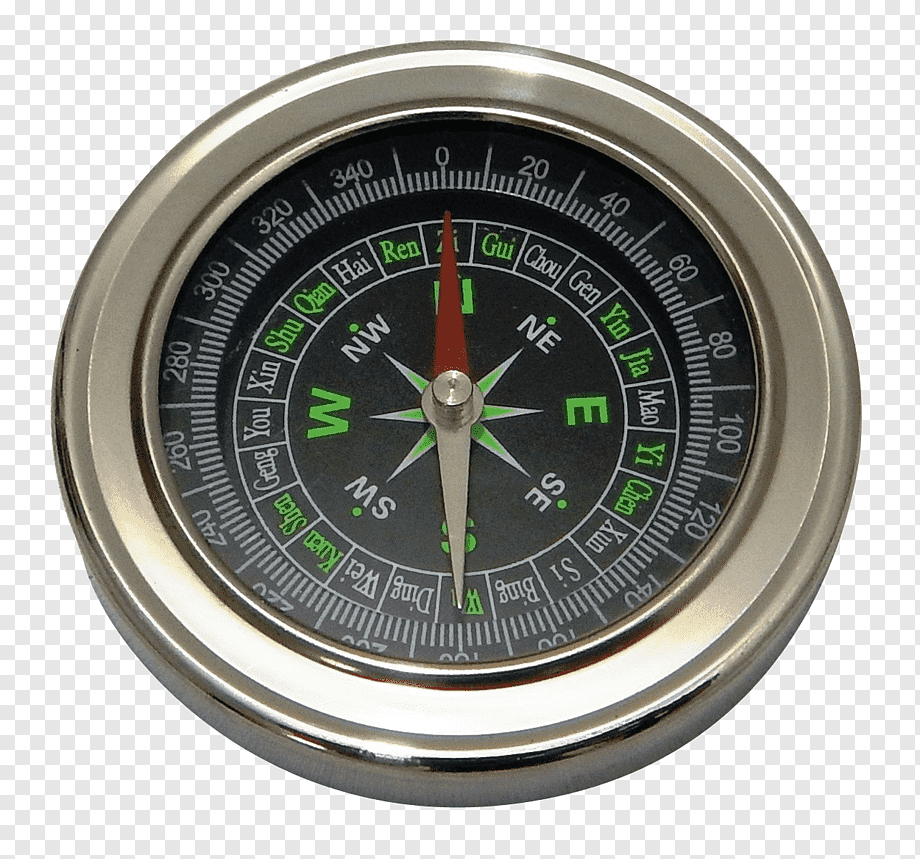 0
20
40
60
80
100
120
140
160
180
200
220
240
260
280
300
320
340
Zi
Gui
Chou
Gen
Yin
Jia
Mao
Yi
Chen
Xun
Si
Bing
Ding
Wei
Kuen
Shen
Geng
You
Xin
Shu
Qian
Hai
Ren
N
NE
E
SE
S
SW
W
NW